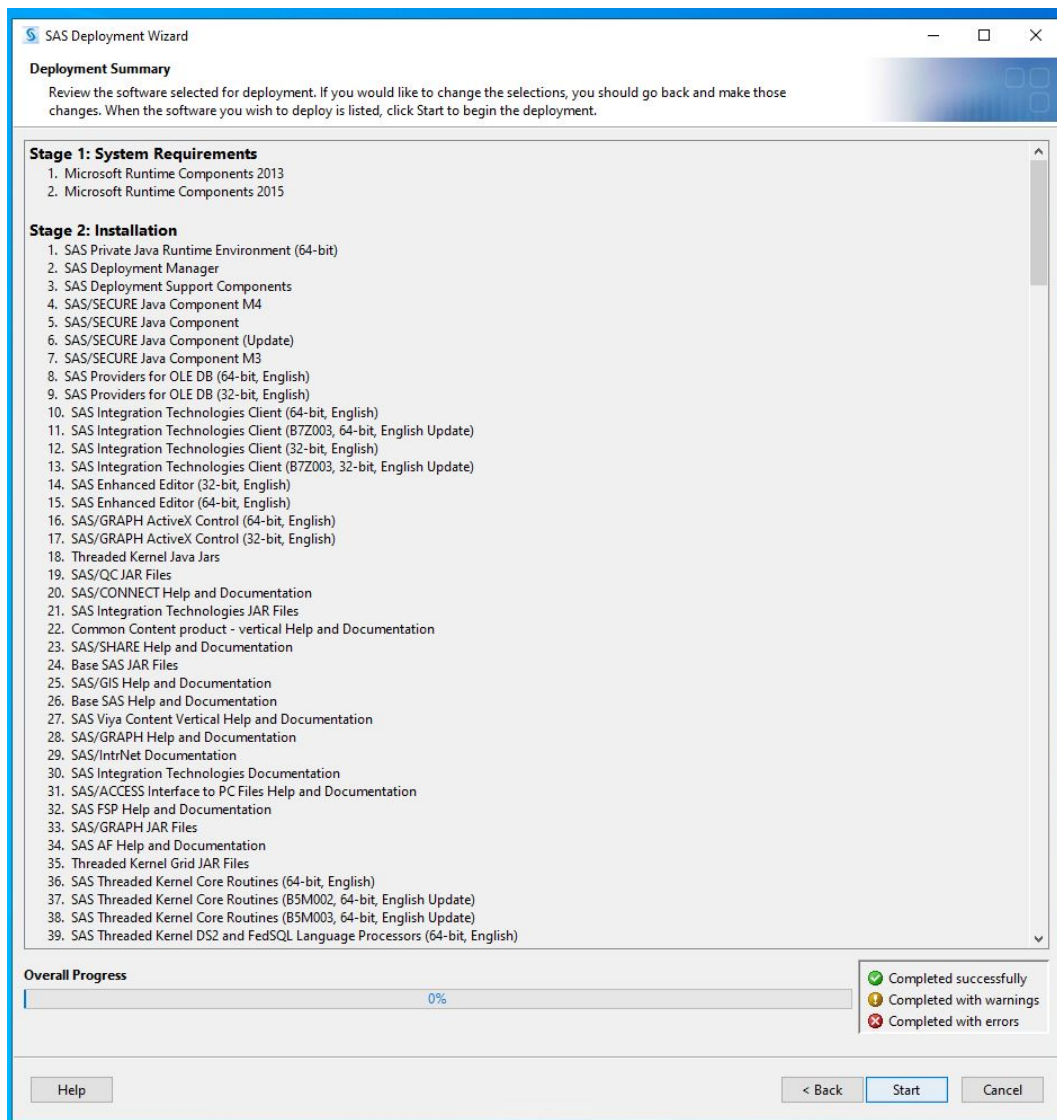 SAS Deployment Wizard
Deployment Summary
Review the software selected for deployment. If you would like to change the selections, you should go back and make those
changes. When the software you wish to deploy is listed, click Start to begin the deployment.
Stage 1: System Requirements
1. Microsoft Runtime Components 2013
2. Microsoft Runtime Components 2015
Stage 2: Installation
1. SAS Private Java Runtime Environment (64-bit)
2. SAS Deployment Manager
3. SAS Deployment Support Components
4. SAS/SECURE Java Component M4
5. SAS/SECURE Java Component
6. SAS/SECURE Java Component (Update)
7. SAS/SECURE Java Component M3
8. SAS Providers for OLE DB (64-bit, English)
9. SAS Providers for OLE DB (32-bit, English)
10. SAS Integration Technologies Client (64-bit, English)
11. SAS Integration Technologies Client (B7Z003, 64-bit, English Update)
12. SAS Integration Technologies Client (32-bit, English)
13. SAS Integration Technologies Client (B7Z003, 32-bit, English Update)
14. SAS Enhanced Editor (32-bit, English)
15. SAS Enhanced Editor (64-bit, English)
16. SAS/GRAPH ActiveX Control (64-bit, English)
17. SAS/GRAPH ActiveX Control (32-bit, English)
18. Threaded Kernel Java Jars
19. SAS/QC JAR Files
20. SAS/CONNECT Help and Documentation
21. SAS Integration Technologies JAR Files
22. Common Content product - vertical Help and Documentation
23. SAS/SHARE Help and Documentation
24. Base SAS JAR Files
25. SAS/GIS Help and Documentation
26. Base SAS Help and Documentation
27. SAS Viya Content Vertical Help and Documentation
28. SAS/GRAPH Help and Documentation
29. SAS/IntrNet Documentation
30. SAS Integration Technologies Documentation
31. SAS/ACCESS Interface to PC Files Help and Documentation
32. SAS FSP Help and Documentation
33. SAS/GRAPH JAR Files
34. SAS AF Help and Documentation
35. Threaded Kernel Grid JAR Files
36. SAS Threaded Kernel Core Routines (64-bit, English)
37. SAS Threaded Kernel Core Routines (B5M002, 64-bit, English Update)
38. SAS Threaded Kernel Core Routines (B5M003, 64-bit, English Update)
39. SAS Threaded Kernel DS2 and FedSQL Language Processors (64-bit, English)
Overall Progress
0%
Completed successfully
Completed with warnings
Completed with errors
Help
< Back
Start
Cancel